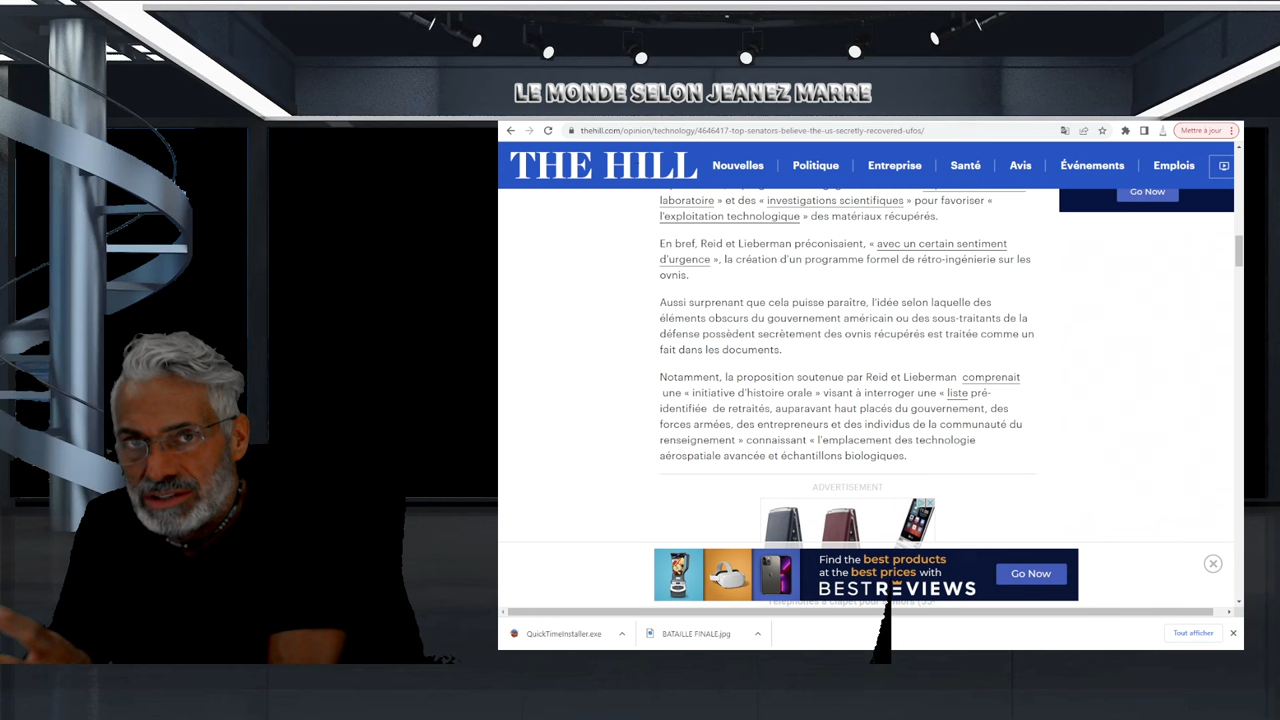 LE MONDE SELON JEANEZ MARRE
thehill.com/opinion/technology/4646417-top-senators-believe-the-us-secretly-recovered-ufos/
Mettre à jour
THE HILL
Nouvelles | Politique | Entreprise | Santé | Avis | Événements | Emplois
Go Now
laboratoire » et des « investigations scientifiques » pour favoriser «
l'exploitation technologique » des matériaux récupérés.
En bref, Reid et Lieberman préconisaient, « avec un certain sentiment
d'urgence », la création d'un programme formel de rétro-ingénierie sur les
ovnis.
Aussi surprenant que cela puisse paraître, l'idée selon laquelle des
éléments obscurs du gouvernement américain ou des sous-traitants de la
défense possèdent secrètement des ovnis récupérés est traitée comme un
fait dans les documents.
Notamment, la proposition soutenue par Reid et Lieberman comprenait
une « initiative d'histoire orale » visant à interroger une « liste pré-
identifiée de retraités, auparavant haut placés du gouvernement, des
forces armées, des entrepreneurs et des individus de la communauté du
renseignement » connaissant « l'emplacement des technologie
aérospatiale avancée et échantillons biologiques.
ADVERTISEMENT
Find the best products
at the best prices with
BESTREVIEWS
Go Now
QuickTimeInstaller.exe
BATAILLE FINALE.jpg
Tout afficher